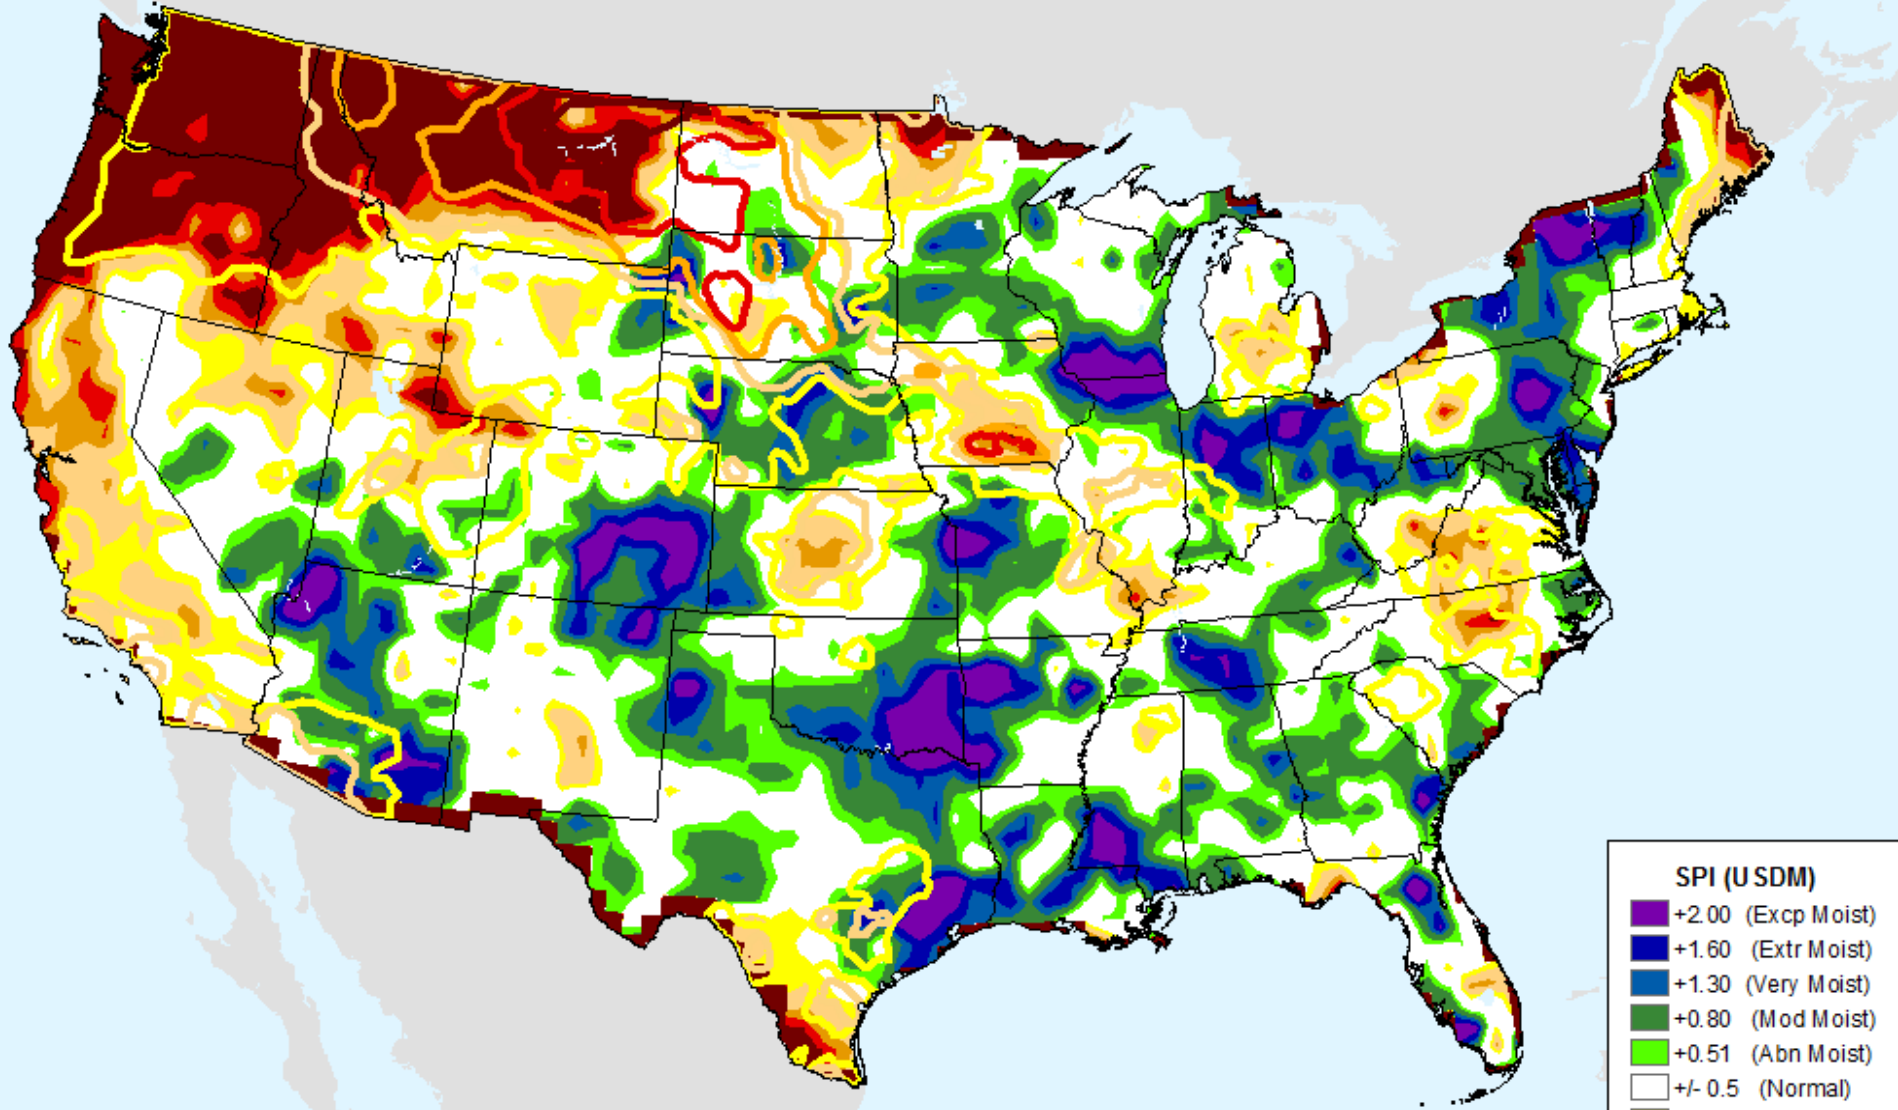 SPI (USDM)
+2.00 (Excp Moist)
+1.60 (Extr Moist)
+1.30 (Very Moist)
+0.80 (Mod Moist)
+0.51 (Abn Moist)
+/- 0.5 (Normal)